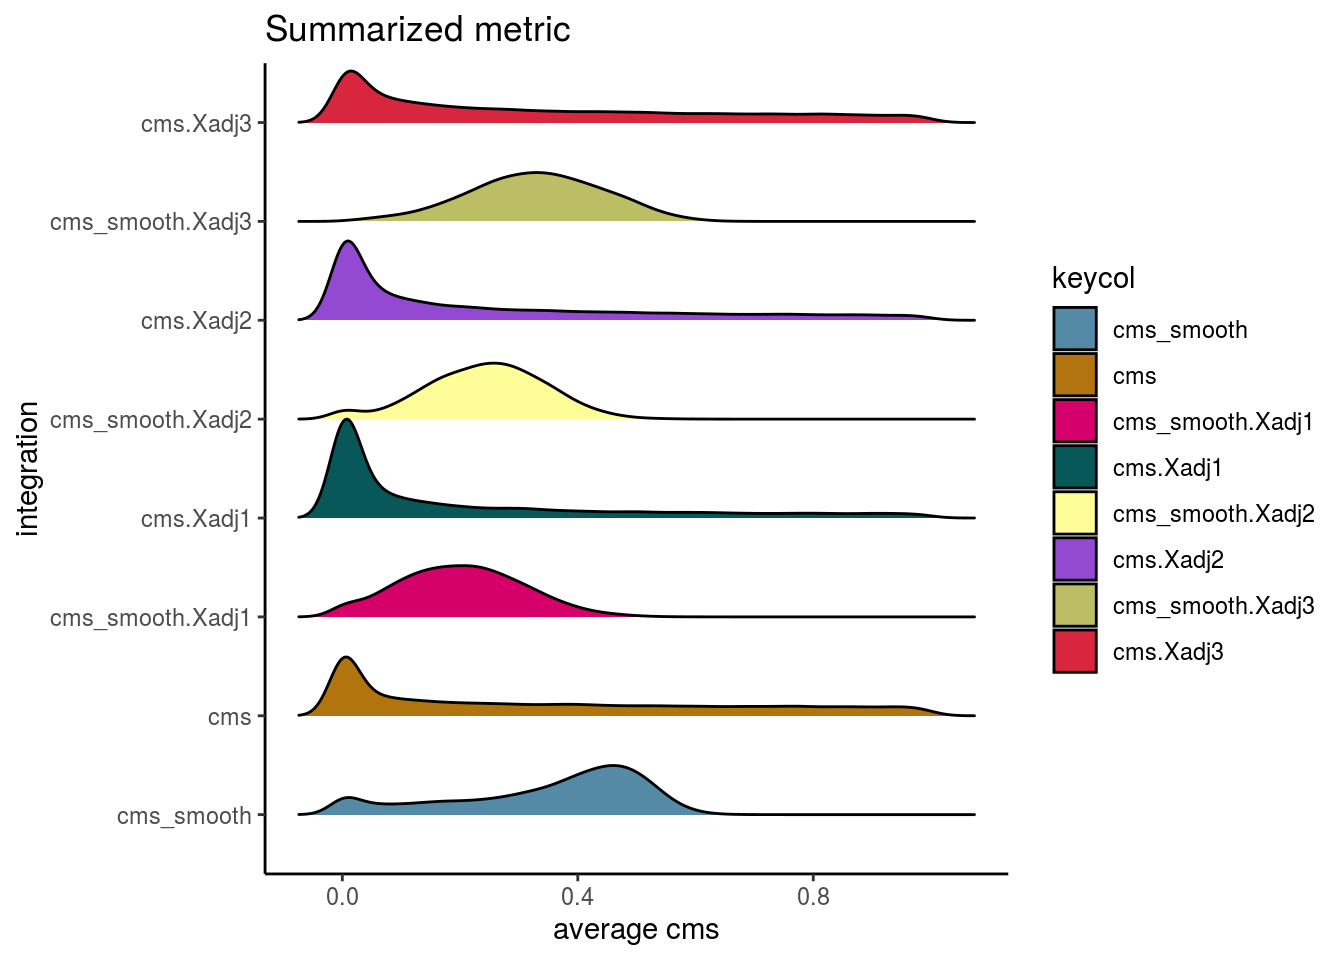 Summarized metric
integration
cms.Xadj3
cms_smooth.Xadj3
cms.Xadj2
cms_smooth.Xadj2
cms.Xadj1
cms_smooth.Xadj1
cms
cms_smooth
0.0
0.4
0.8
average cms
keycol
cms_smooth
cms
cms_smooth.Xadj1
cms.Xadj1
cms_smooth.Xadj2
cms.Xadj2
cms_smooth.Xadj3
cms.Xadj3